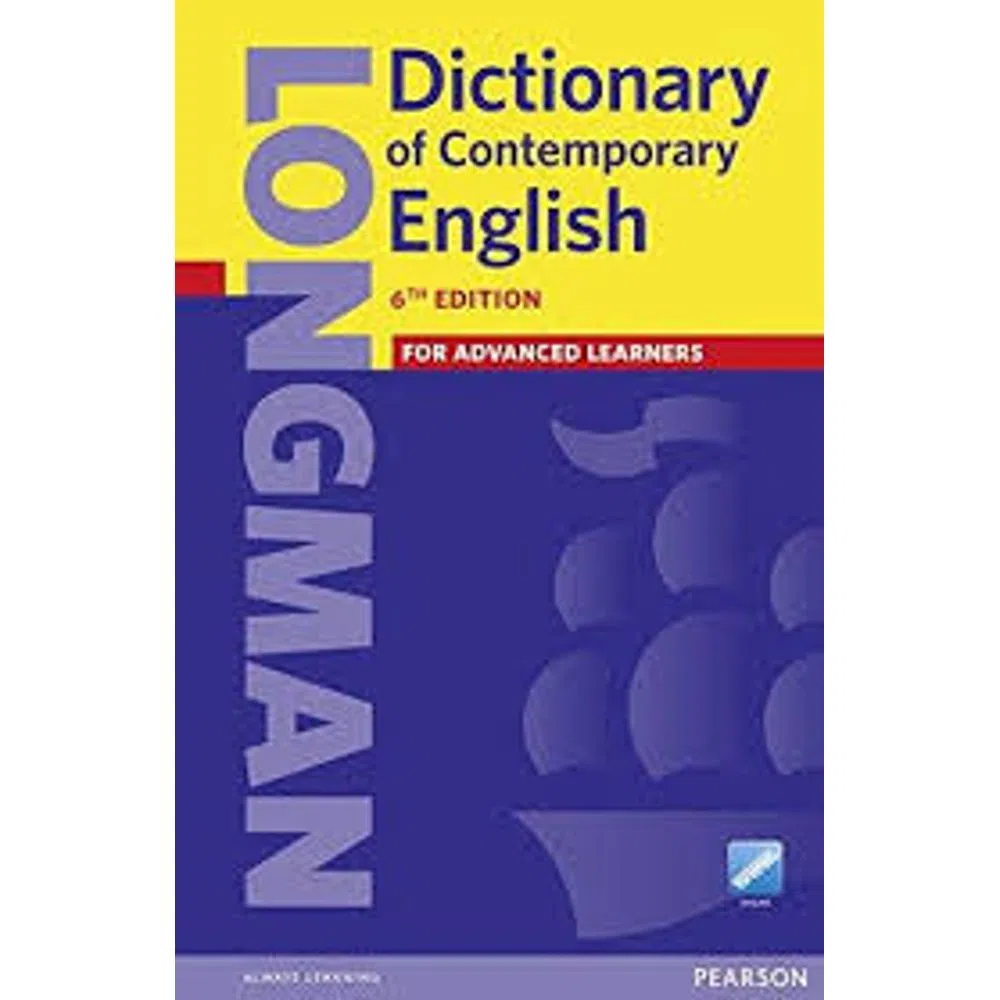 LONGMAN
Dictionary
of Contemporary
English
6TH EDITION
FOR ADVANCED LEARNERS
ALWAYS LEARNING
PEARSON